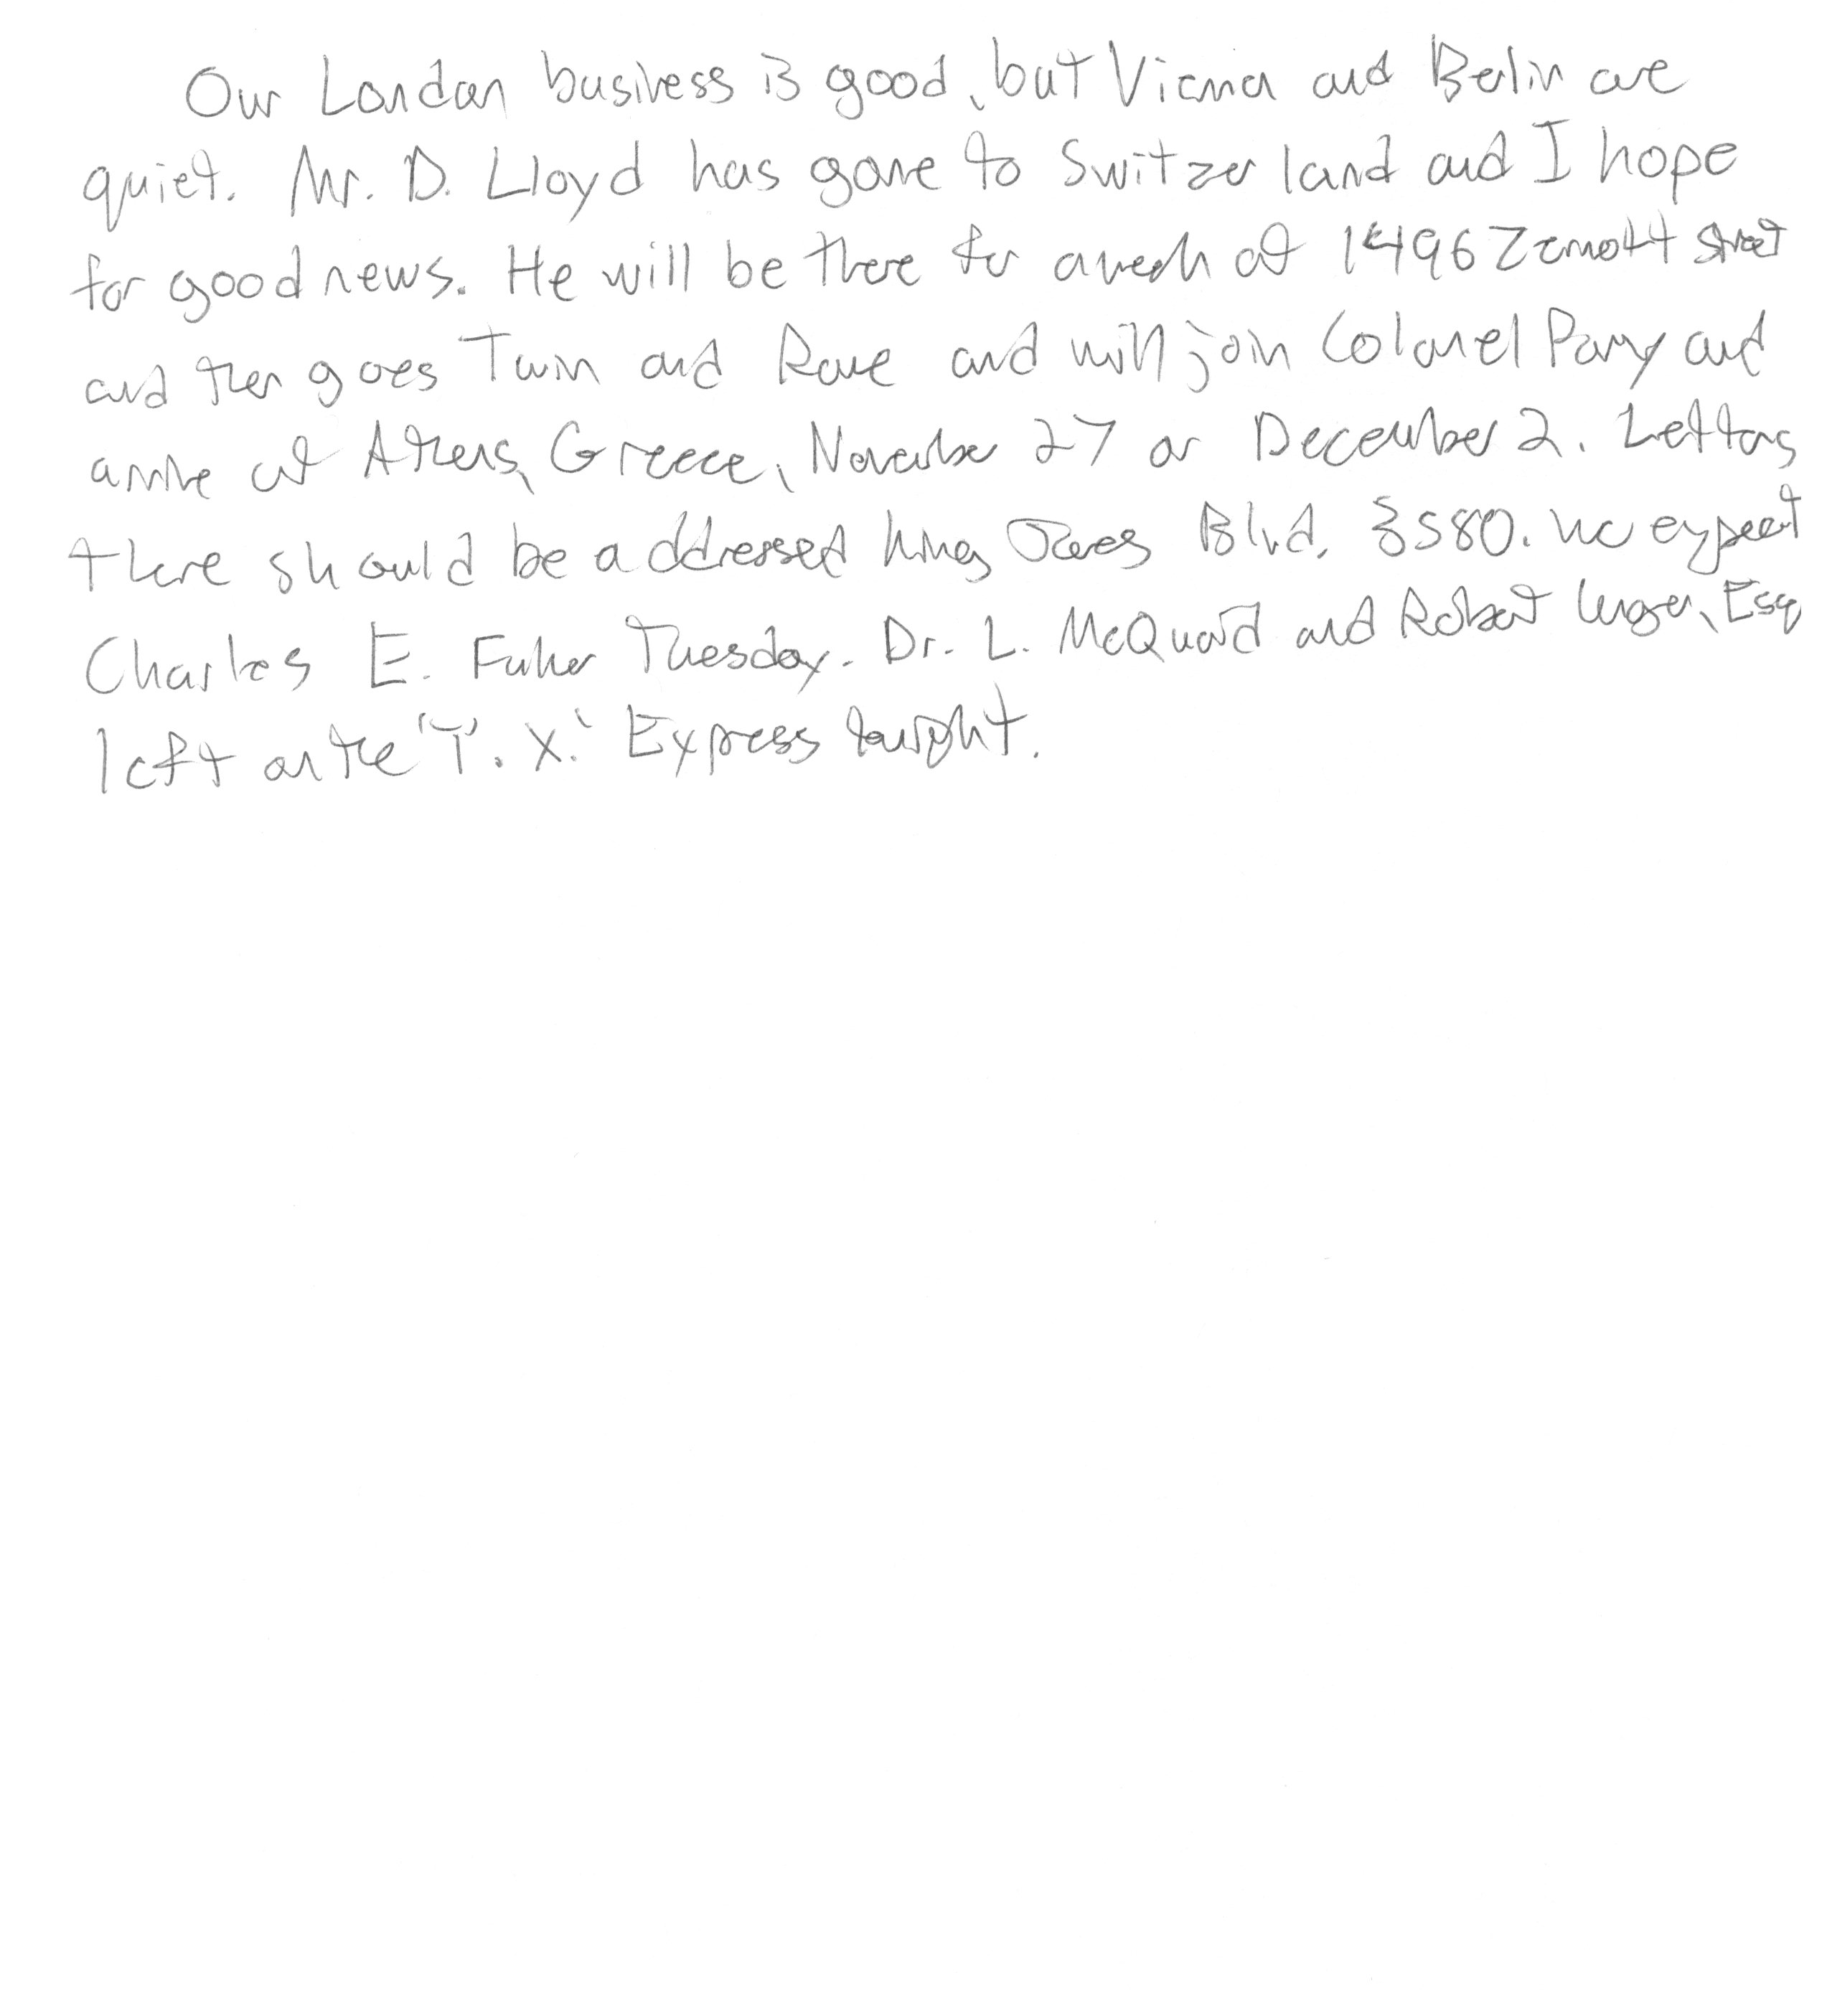 Our London business is good, but Vienna and Berlin are
quiet. Mr. D. Lloyd has gone to Switzerland and I hope
for good news. He will be there for a week at 1496 Zermott Street
and then goes Turin and Rome and will join Colonel Parry and
arrive at Athens, Greece, November 27 or December 2. Letters
there should be addressed King James Blvd. 3580. We expect
Charles E. Fuller Tuesday. Dr. L. McQuaid and Robert Unger, Esq
left on the "T. X." Express tonight.